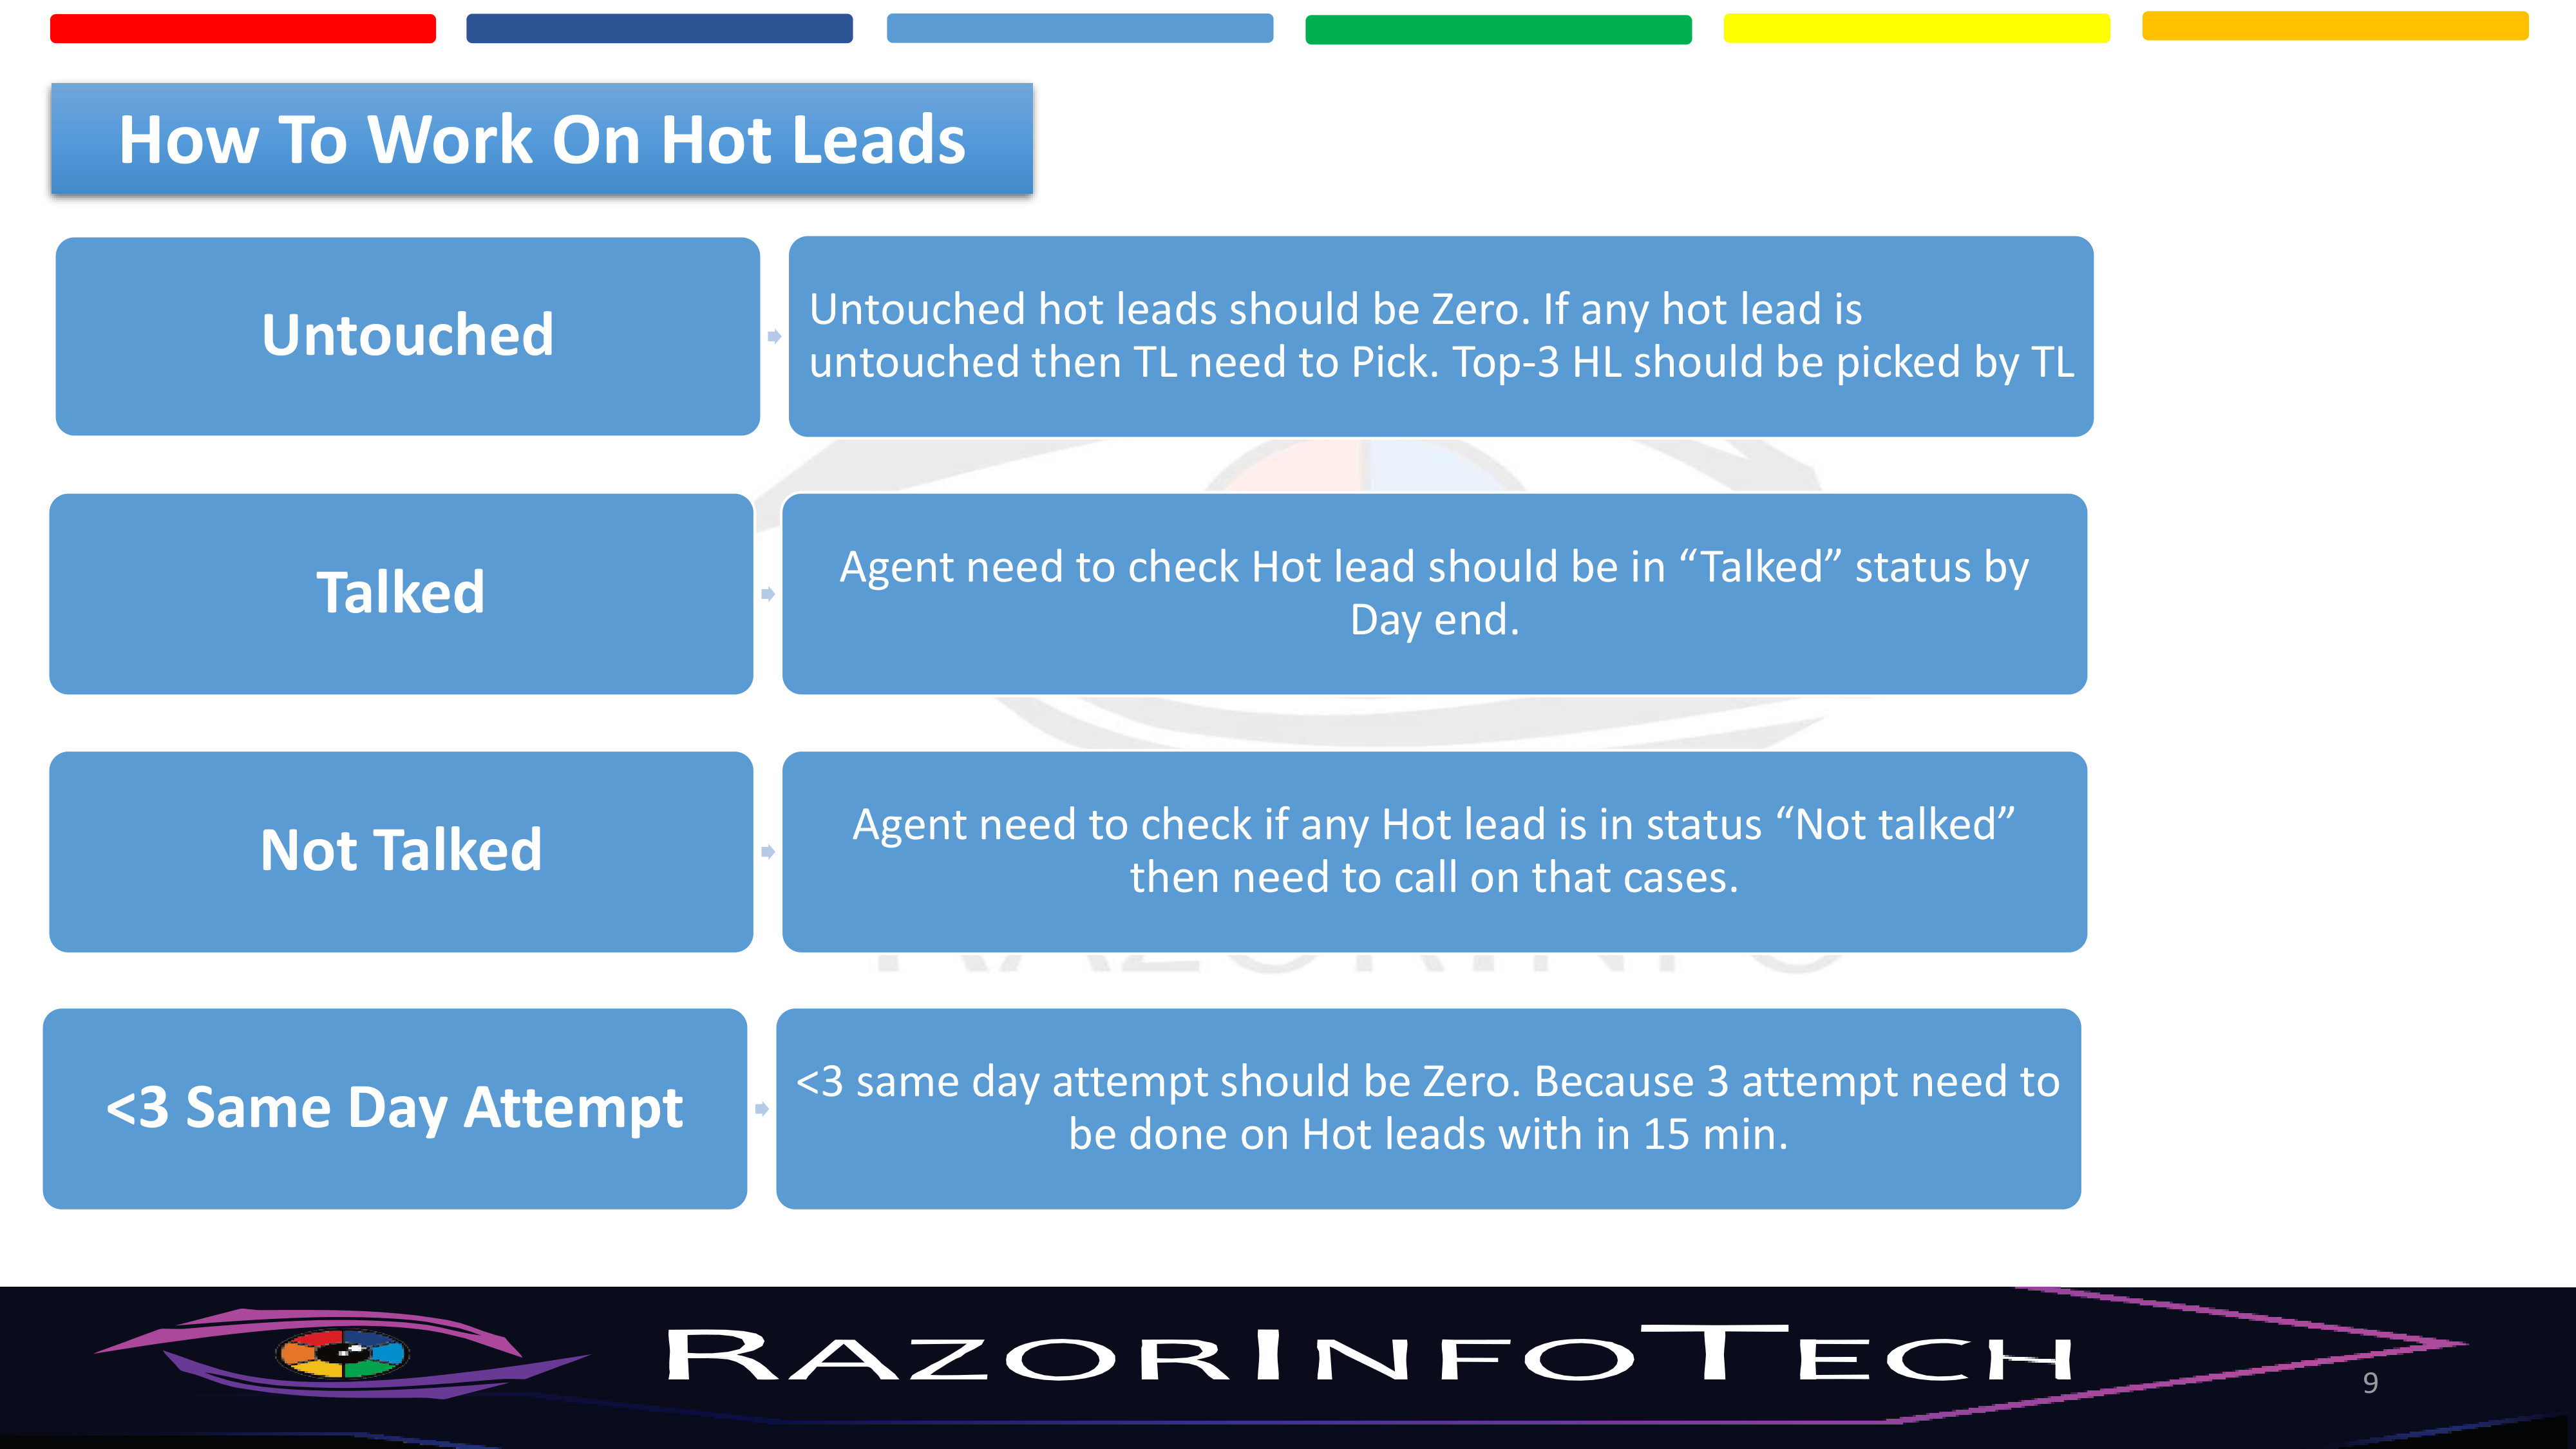 How To Work On Hot Leads
Untouched
Untouched hot leads should be Zero. If any hot lead is
untouched then TL need to Pick. Top-3 HL should be picked by TL
Talked
Agent need to check Hot lead should be in “Talked” status by
Day end.
Not Talked
Agent need to check if any Hot lead is in status “Not talked”
then need to call on that cases.
<3 Same Day Attempt
<3 same day attempt should be Zero. Because 3 attempt need to
be done on Hot leads with in 15 min.
RAZORINFOTECH
9